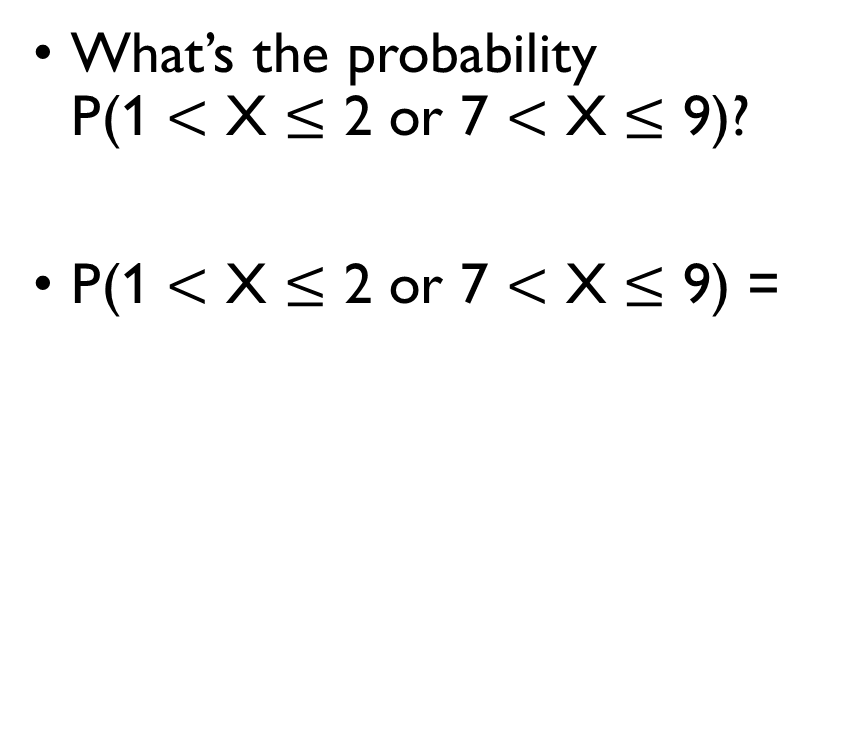 • What’s the probability
P(1 < X ≤ 2 or 7 < X ≤ 9)?
• P(1 < X ≤ 2 or 7 < X ≤ 9) =